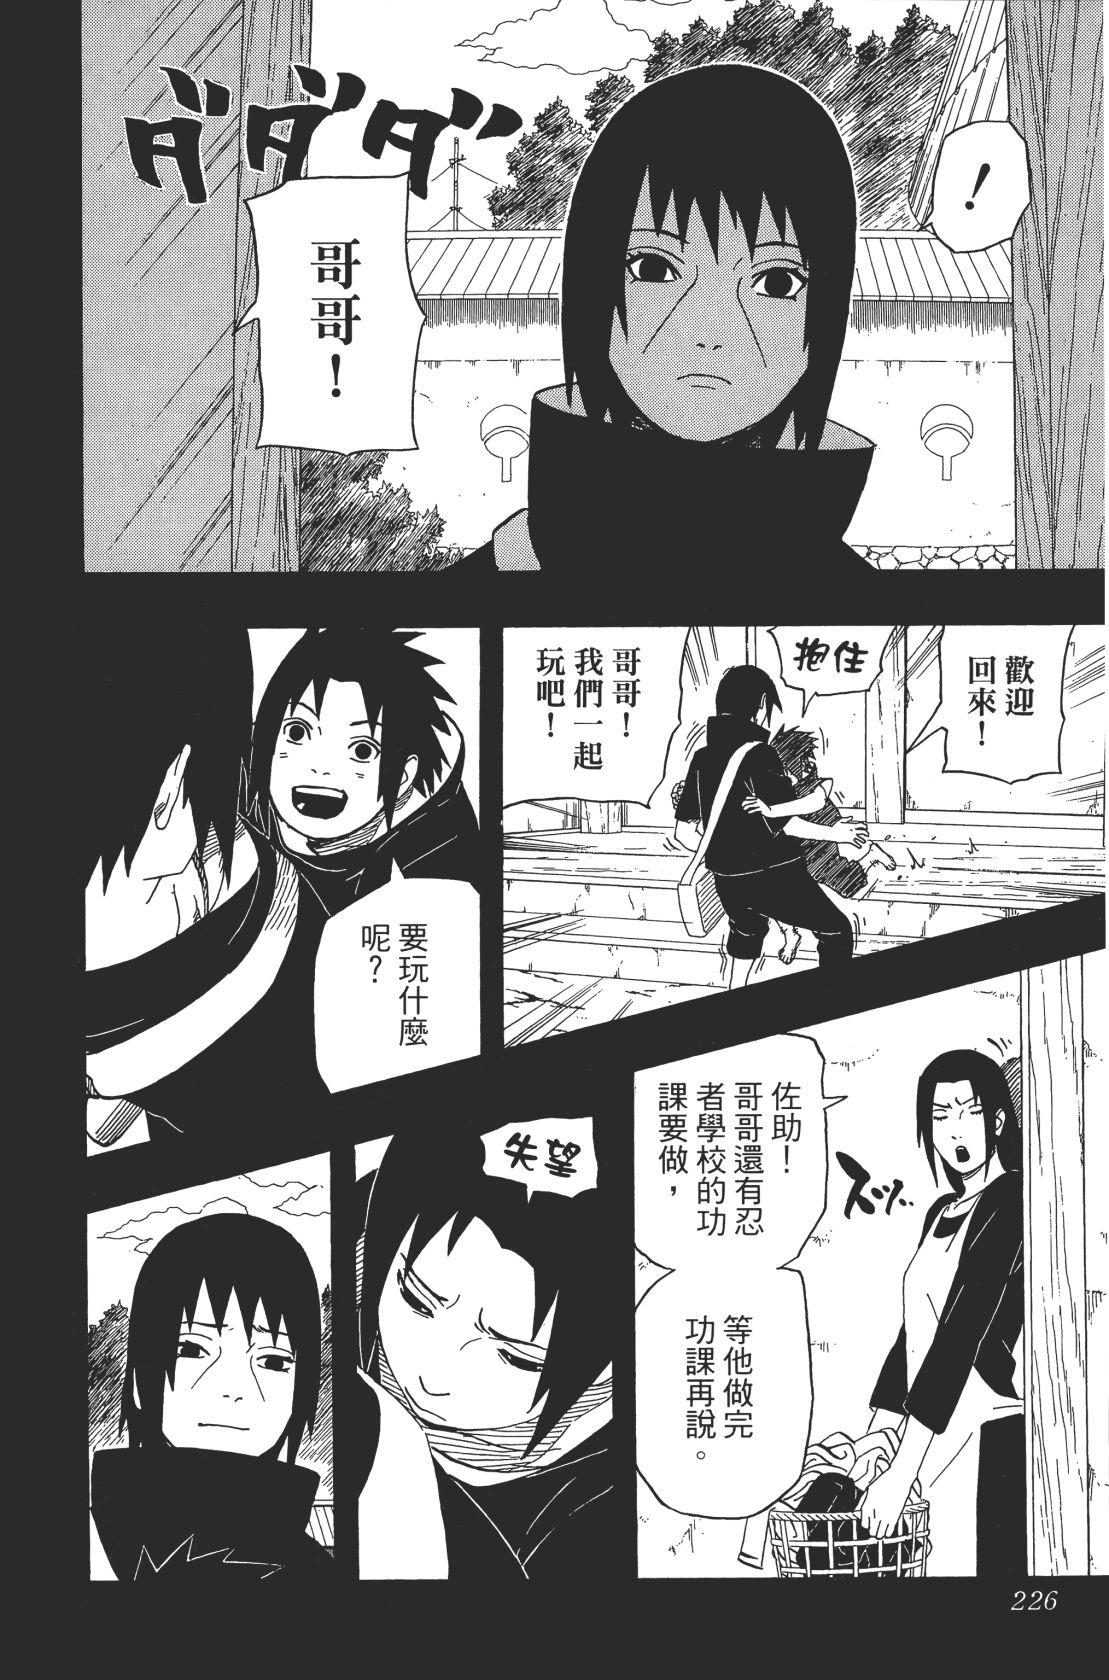 ！
ダダダ
哥哥！
歡迎
回來！
抱住
哥哥！
我們一起
玩吧！
要玩什麼
呢？
佐助！
哥哥還有忍
者學校的功
課要做，
ズッ
等他做完
功課再說。
失望
226